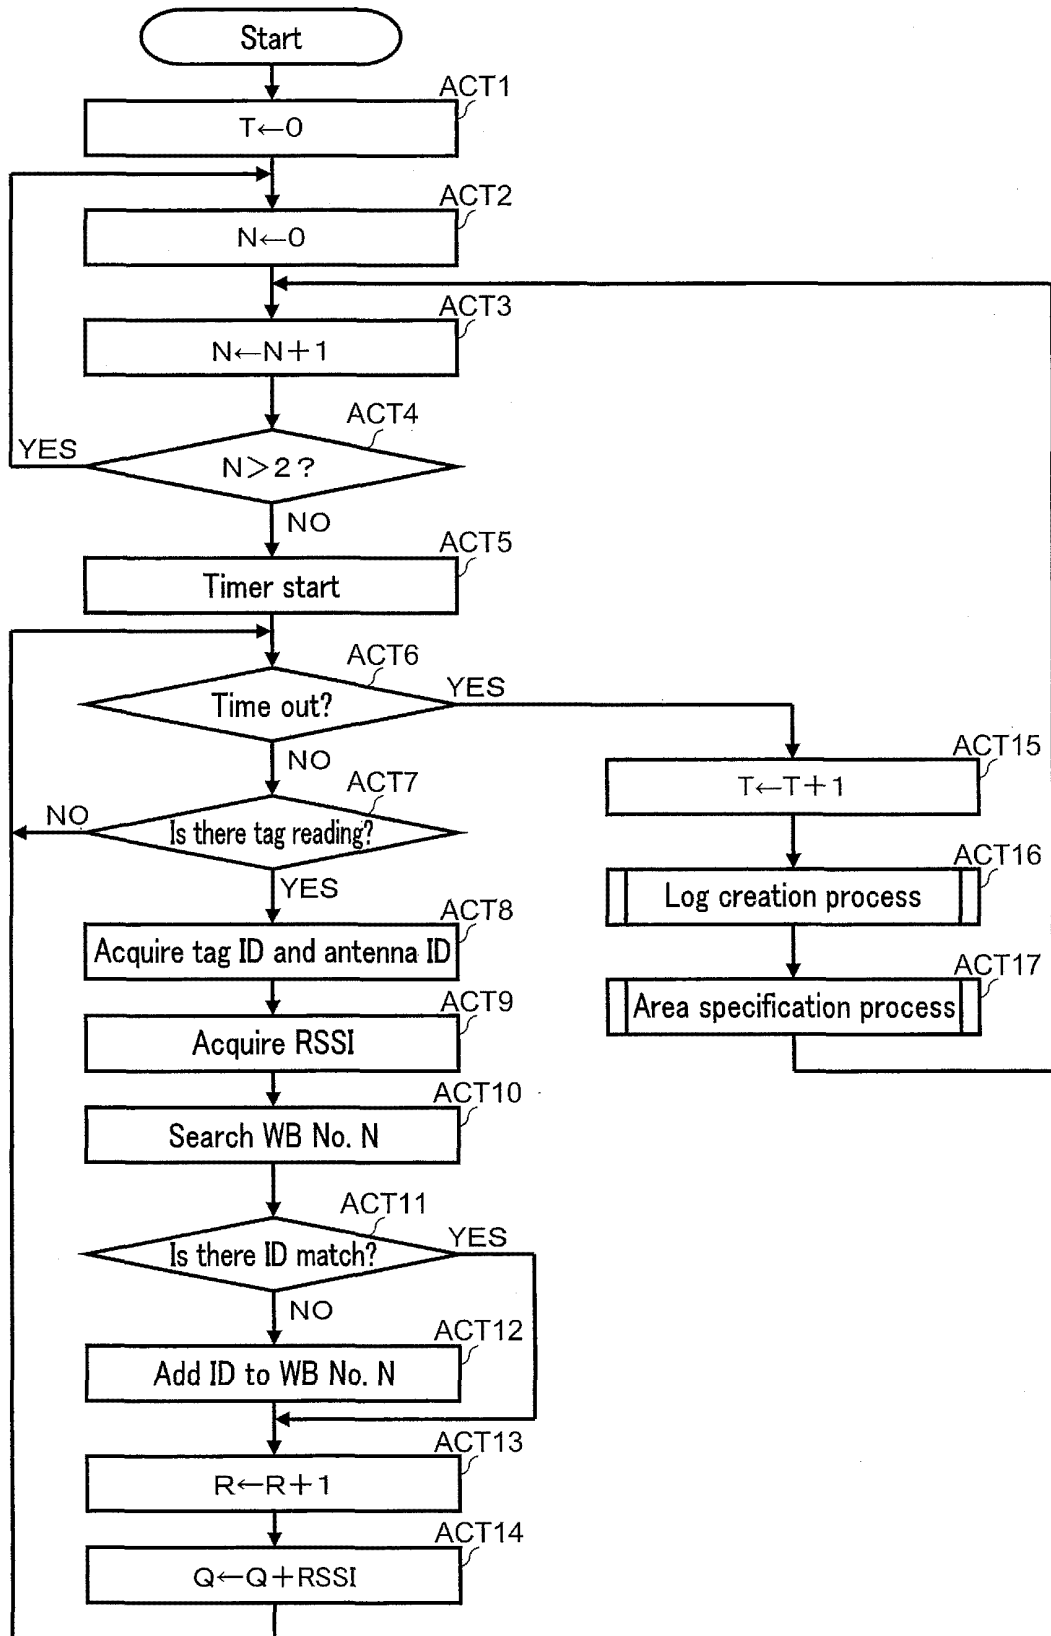 Start
ACT1
T←0
ACT2
N←0
ACT3
N←N+1
ACT4
YES
N>2?
NO
ACT5
Timer start
ACT6
YES
Time out?
NO
ACT7
NO
Is there tag reading?
YES
ACT8
Acquire tag ID and antenna ID
ACT9
Acquire RSSI
ACT10
Search WB No. N
ACT11
YES
Is there ID match?
NO
ACT12
Add ID to WB No. N
ACT13
R←R+1
ACT14
Q←Q+RSSI
ACT15
T←T+1
ACT16
Log creation process
ACT17
Area specification process